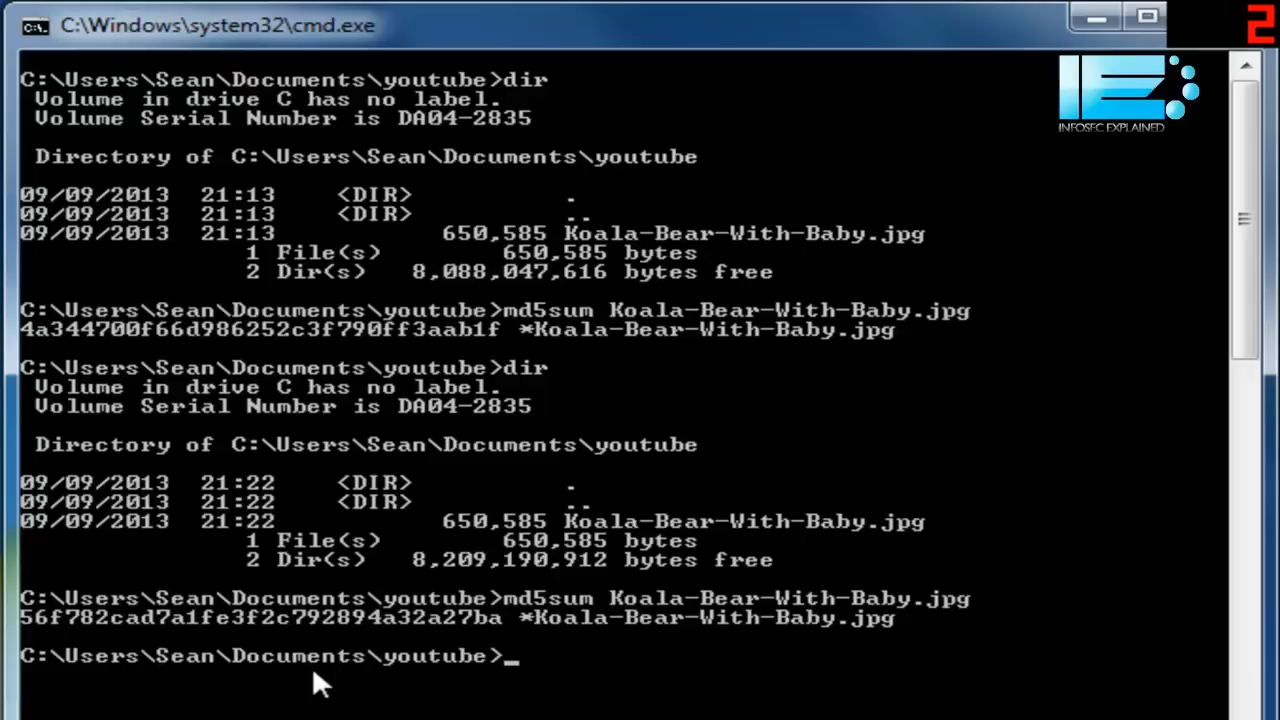 C:\Windows\system32\cmd.exe
2
IE
INFOSEC EXPLAINED
C:\Users\Sean\Documents\youtube>dir
Volume in drive C has no label.
Volume Serial Number is DA04-2835
Directory of C:\Users\Sean\Documents\youtube
09/09/2013 21:13 <DIR> .
09/09/2013 21:13 <DIR> ..
09/09/2013 21:13 650,585 Koala-Bear-With-Baby.jpg
1 File(s) 650,585 bytes
2 Dir(s) 8,088,047,616 bytes free
C:\Users\Sean\Documents\youtube>md5sum Koala-Bear-With-Baby.jpg
4a344700f66d986252c3f790ff3aab1f *Koala-Bear-With-Baby.jpg
C:\Users\Sean\Documents\youtube>dir
Volume in drive C has no label.
Volume Serial Number is DA04-2835
Directory of C:\Users\Sean\Documents\youtube
09/09/2013 21:22 <DIR> .
09/09/2013 21:22 <DIR> ..
09/09/2013 21:22 650,585 Koala-Bear-With-Baby.jpg
1 File(s) 650,585 bytes
2 Dir(s) 8,209,190,912 bytes free
C:\Users\Sean\Documents\youtube>md5sum Koala-Bear-With-Baby.jpg
56f782cad7a1fe3f2c792894a32a27ba *Koala-Bear-With-Baby.jpg
C:\Users\Sean\Documents\youtube>_